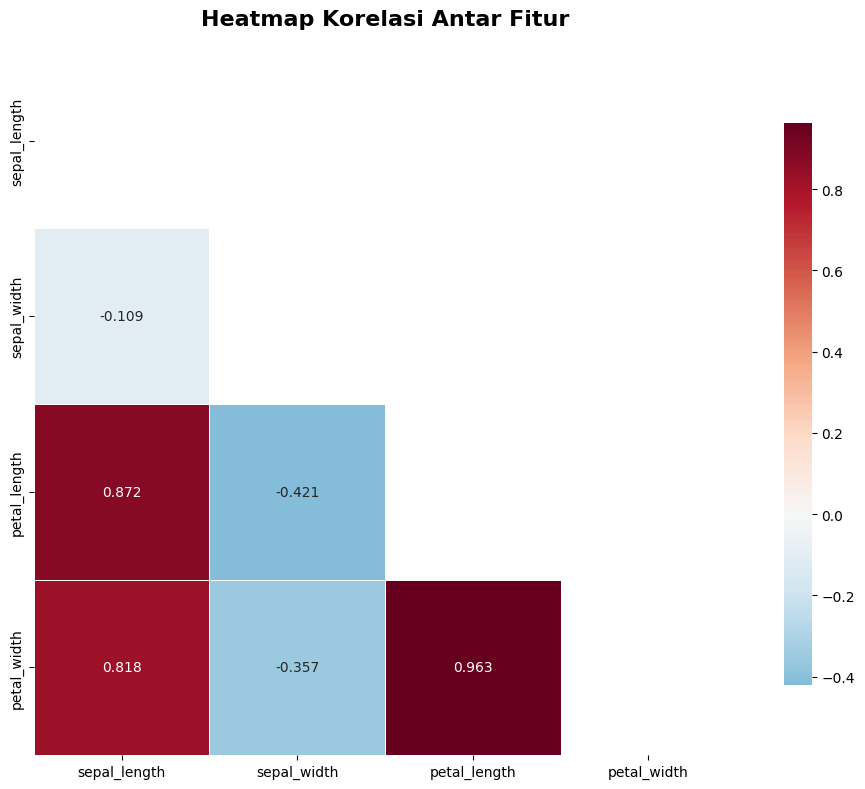 Heatmap Korelasi Antar Fitur
sepal_length
sepal_width
-0.109
petal_length
0.872
-0.421
petal_width
0.818
-0.357
0.963
sepal_length
sepal_width
petal_length
petal_width
0.8
0.6
0.4
0.2
0.0
−0.2
−0.4